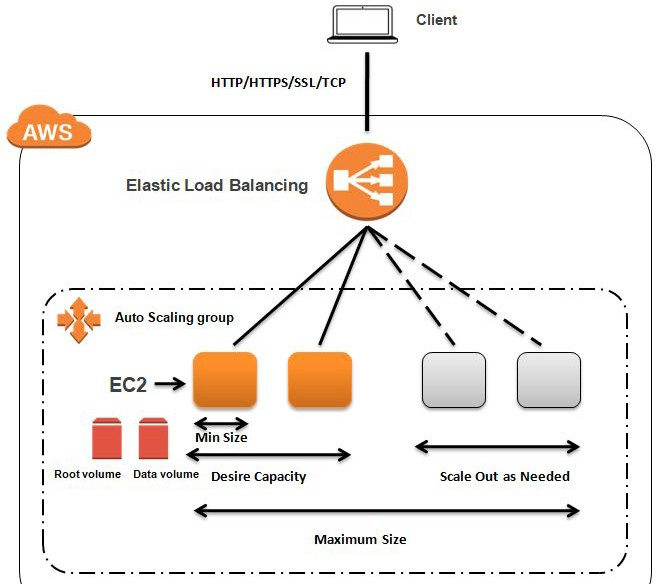 Client
HTTP/HTTPS/SSL/TCP
AWS
Elastic Load Balancing
Auto Scaling group
EC2
Min Size
Root volume Data volume Desire Capacity Scale Out as Needed
Maximum Size